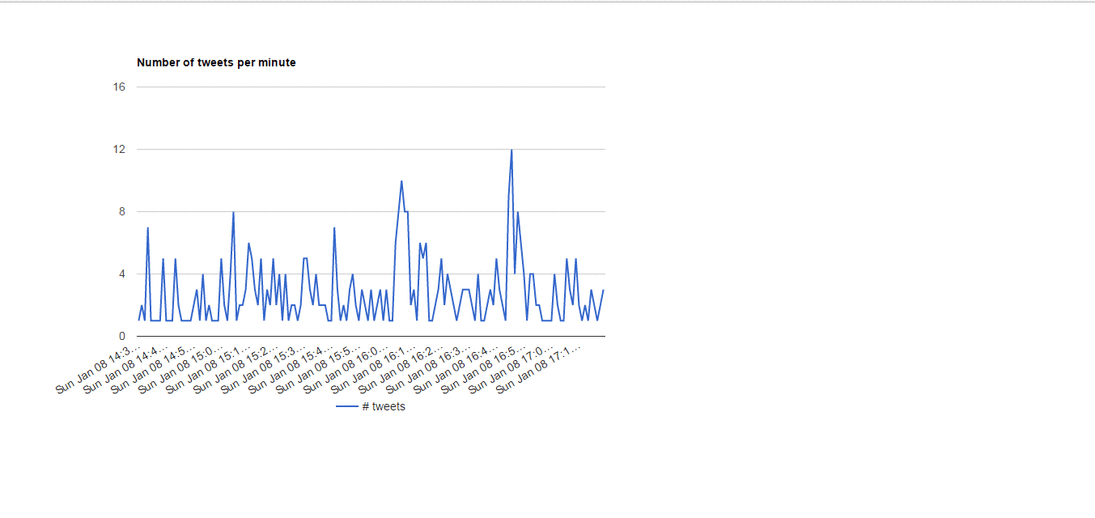 Number of tweets per minute
16
12
8
4
0
Sun Jan 08 14:3...
Sun Jan 08 14:4...
Sun Jan 08 14:5...
Sun Jan 08 15:0...
Sun Jan 08 15:1...
Sun Jan 08 15:2...
Sun Jan 08 15:3...
Sun Jan 08 15:4...
Sun Jan 08 15:5...
Sun Jan 08 16:0...
Sun Jan 08 16:1...
Sun Jan 08 16:2...
Sun Jan 08 16:3...
Sun Jan 08 16:4...
Sun Jan 08 16:5...
Sun Jan 08 17:0...
Sun Jan 08 17:1...
# tweets